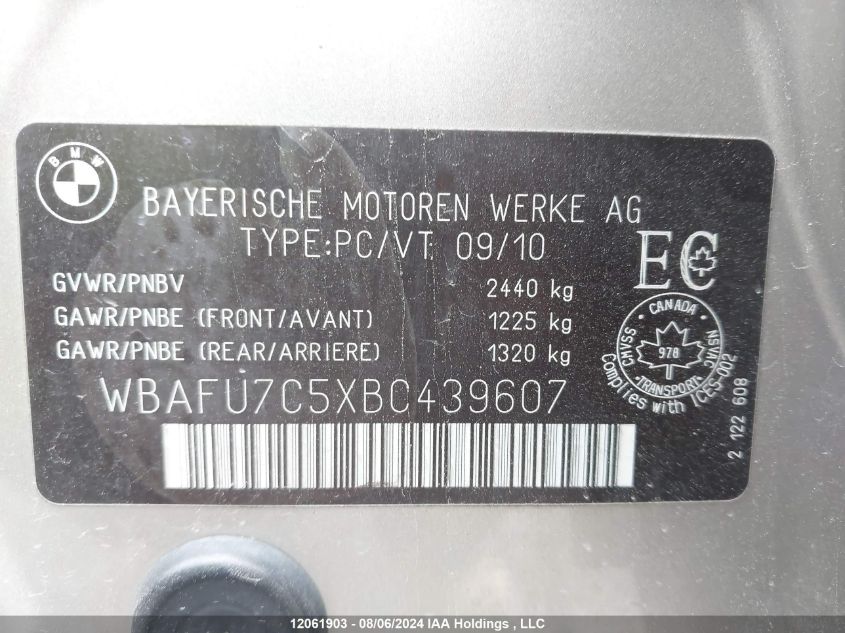 BMW
BAYERISCHE MOTOREN WERKE AG
TYPE:PC/VT 09/10
EC
GVWR/PNBV 2440 kg
GAWR/PNBE (FRONT/AVANT) 1225 kg
GAWR/PNBE (REAR/ARRIERE) 1320 kg
WBAFU7C5XBC439607
CANADA
CMVSS 978 NSVAC
TRANSPORT
Complies with ICES-002
2 122 608
12061903 - 08/06/2024 IAA Holdings , LLC